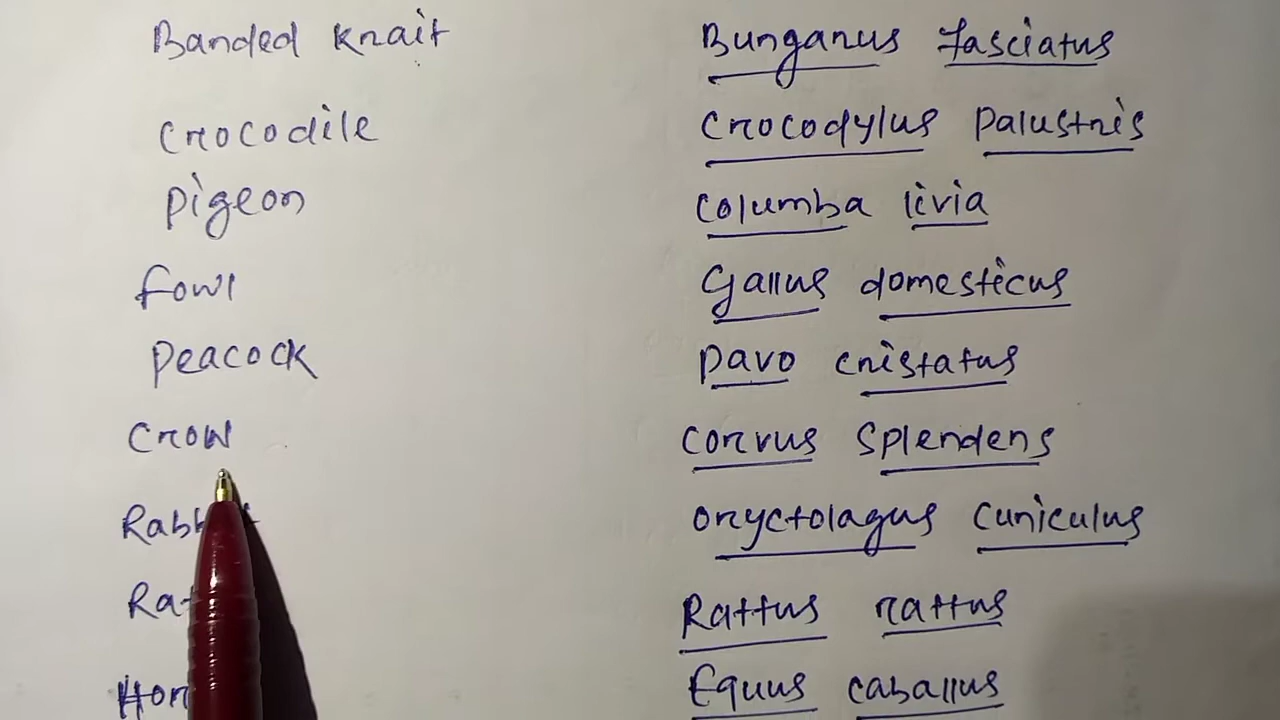 Banded krait Bungarus fasciatus
Crocodile Crocodylus palustris
Pigeon Columba livia
Fowl Gallus domesticus
Peacock Pavo cristatus
Crow Corvus splendens
Oryctolagus cuniculus
Rattus rattus
Equus caballus